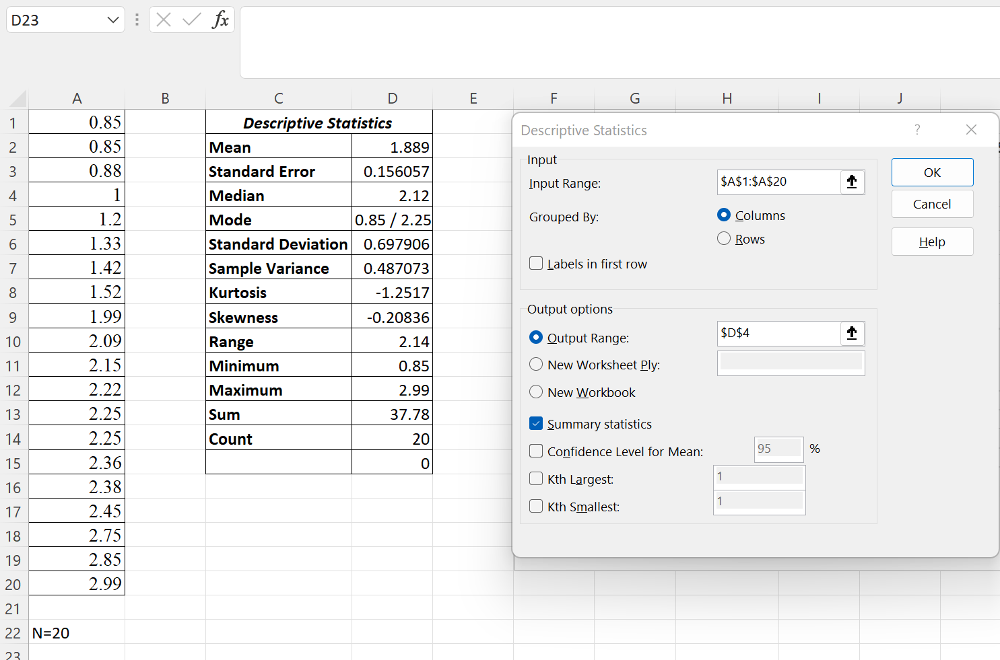 D23
fx
A B C D E F G H I J
1 0.85 Descriptive Statistics
2 0.85 Mean 1.889
3 0.88 Standard Error 0.156057
4 1 Median 2.12
5 1.2 Mode 0.85 / 2.25
6 1.33 Standard Deviation 0.697906
7 1.42 Sample Variance 0.487073
8 1.52 Kurtosis -1.2517
9 1.99 Skewness -0.20836
10 2.09 Range 2.14
11 2.15 Minimum 0.85
12 2.22 Maximum 2.99
13 2.25 Sum 37.78
14 2.25 Count 20
15 2.36 0
16 2.38
17 2.45
18 2.75
19 2.85
20 2.99
21
22 N=20
23
Descriptive Statistics ?
Input
Input Range: $A$1:$A$20
Grouped By: Columns
Rows
Labels in first row
OK
Cancel
Help
Output options
Output Range: $D$4
New Worksheet Ply:
New Workbook
Summary statistics
Confidence Level for Mean: 95 %
Kth Largest: 1
Kth Smallest: 1